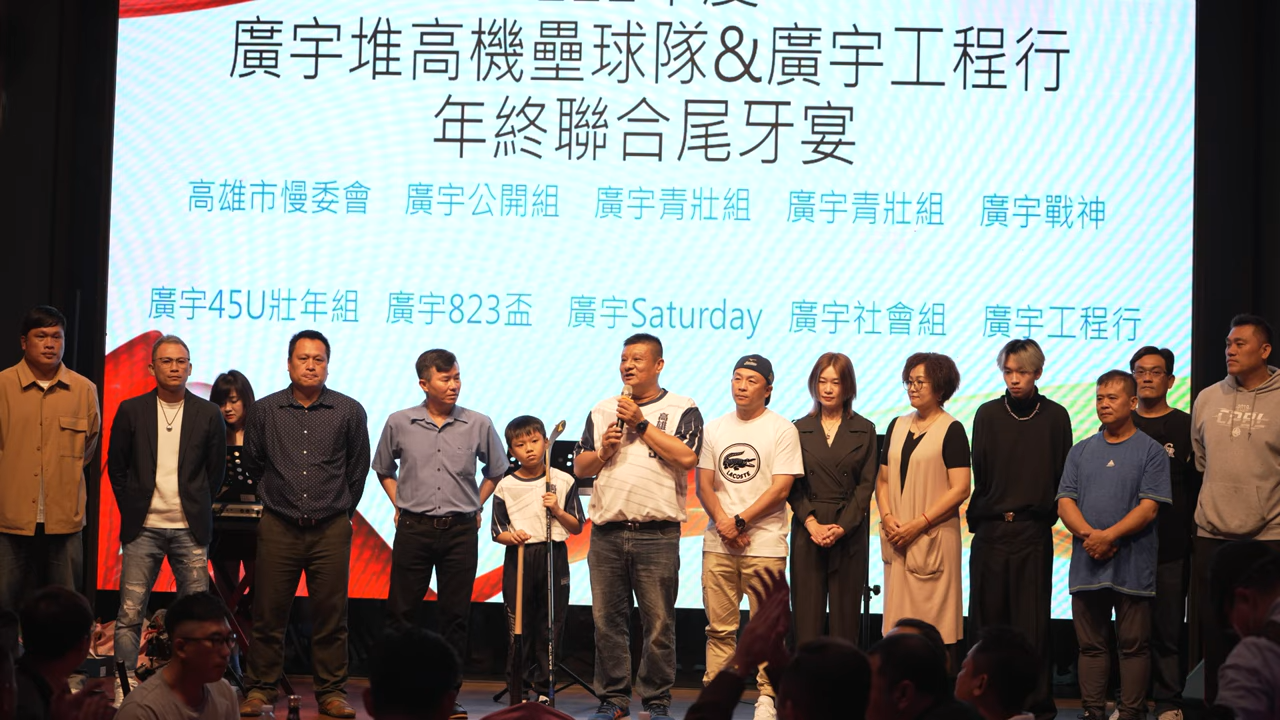 廣宇堆高機壘球隊&廣宇工程行
年終聯合尾牙宴
高雄市慢委會 廣宇公開組 廣宇青壯組 廣宇青壯組 廣宇戰神
廣宇45U壯年組 廣宇823盃 廣宇Saturday 廣宇社會組 廣宇工程行
高雄
LACOSTE